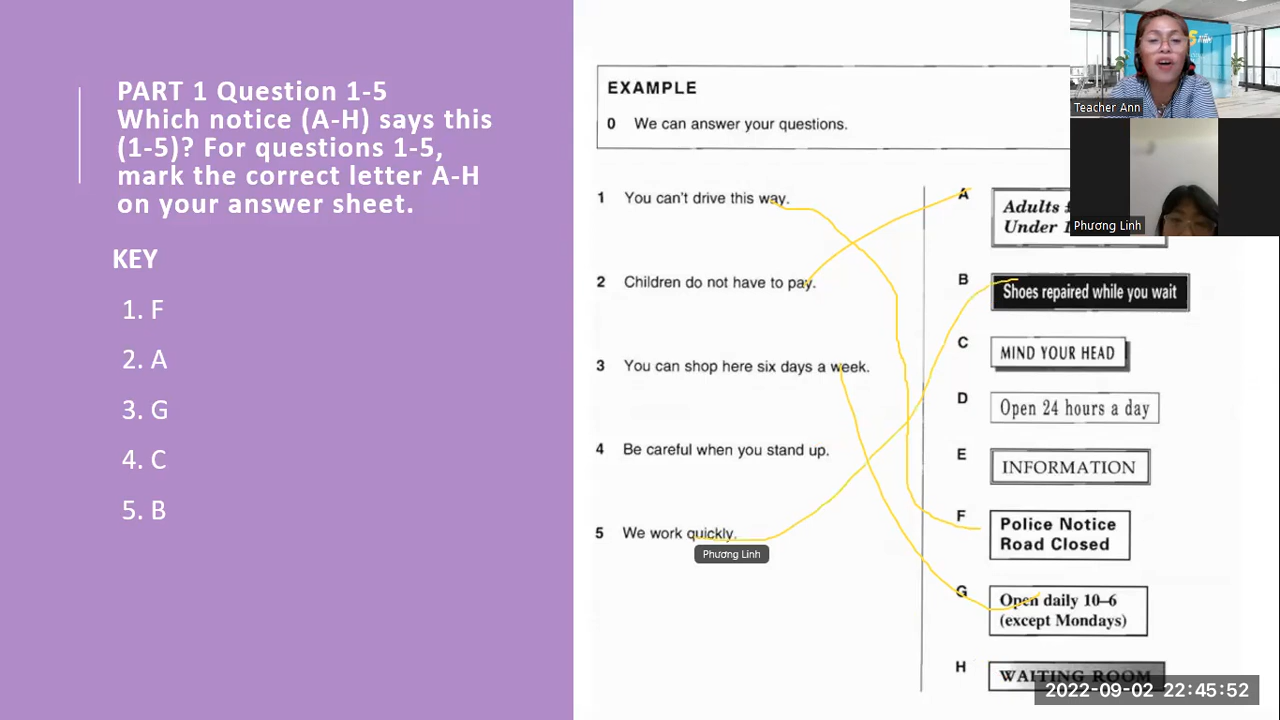 PART 1 Question 1-5
Which notice (A-H) says this
(1-5)? For questions 1-5,
mark the correct letter A-H
on your answer sheet.
KEY
1. F
2. A
3. G
4. C
5. B
EXAMPLE
0 We can answer your questions.
1 You can't drive this way.
2 Children do not have to pay.
3 You can shop here six days a week.
4 Be careful when you stand up.
5 We work quickly.
Phương Linh
A
Adults
Under
B
Shoes repaired while you wait
C
MIND YOUR HEAD
D
Open 24 hours a day
E
INFORMATION
F
Police Notice
Road Closed
G
Open daily 10–6
(except Mondays)
H
WAITING ROOM
Teacher Ann
Phương Linh
2022-09-02 22:45:52